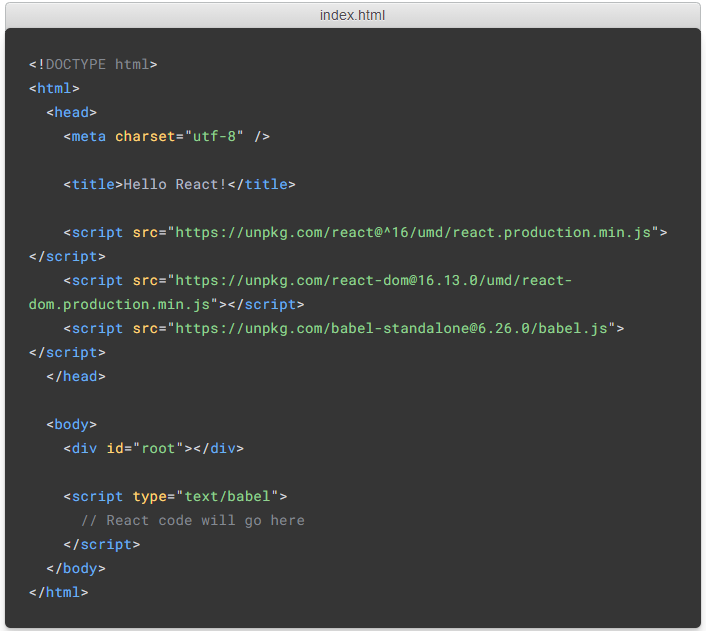 index.html
<!DOCTYPE html>
<html>
  <head>
    <meta charset="utf-8" />

    <title>Hello React!</title>

    <script src="https://unpkg.com/react@^16/umd/react.production.min.js">
</script>
    <script src="https://unpkg.com/react-dom@16.13.0/umd/react-
dom.production.min.js"></script>
    <script src="https://unpkg.com/babel-standalone@6.26.0/babel.js">
</script>
  </head>

  <body>
    <div id="root"></div>

    <script type="text/babel">
      // React code will go here
    </script>
  </body>
</html>